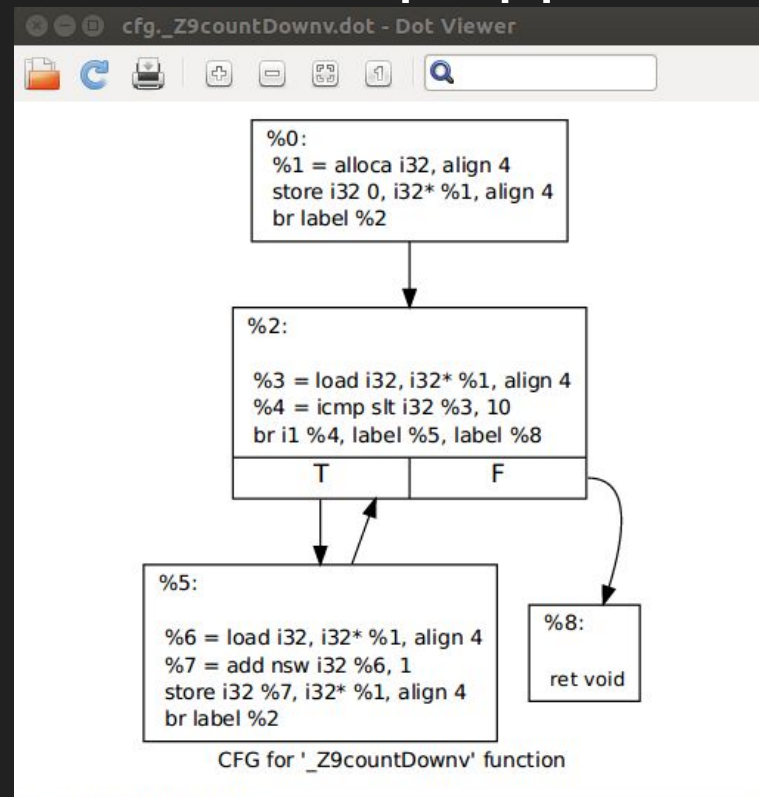 cfg._Z9countDownv.dot - Dot Viewer
1
%0:
%1 = alloca i32, align 4
store i32 0, i32* %1, align 4
br label %2
%2:
%3 = load i32, i32* %1, align 4
%4 = icmp slt i32 %3, 10
br i1 %4, label %5, label %8
T F
%5:
%6 = load i32, i32* %1, align 4
%7 = add nsw i32 %6, 1
store i32 %7, i32* %1, align 4
br label %2
%8:
ret void
CFG for '_Z9countDownv' function